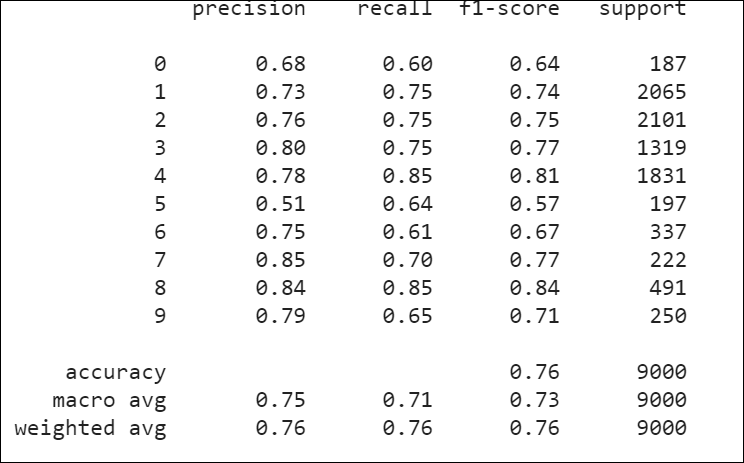 precision recall f1-score support
0 0.68 0.60 0.64 187
1 0.73 0.75 0.74 2065
2 0.76 0.75 0.75 2101
3 0.80 0.75 0.77 1319
4 0.78 0.85 0.81 1831
5 0.51 0.64 0.57 197
6 0.75 0.61 0.67 337
7 0.85 0.70 0.77 222
8 0.84 0.85 0.84 491
9 0.79 0.65 0.71 250
accuracy 0.76 9000
macro avg 0.75 0.71 0.73 9000
weighted avg 0.76 0.76 0.76 9000